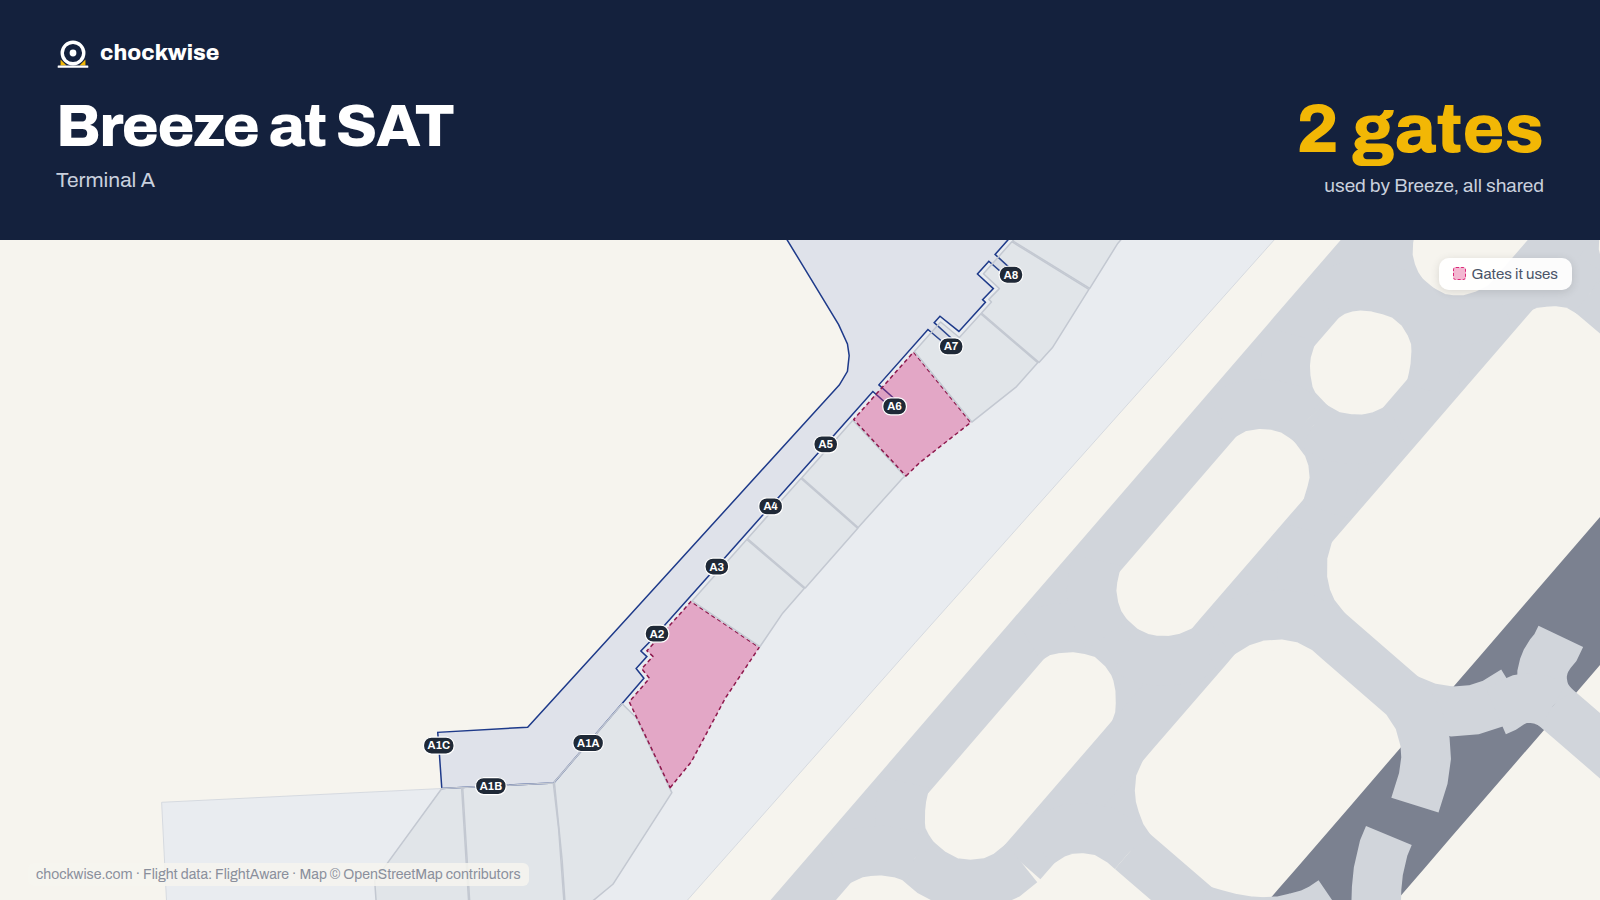 chockwise
Breeze at SAT
Terminal A
2 gates
used by Breeze, all shared
Gates it uses
A8
A7
A6
A5
A4
A3
A2
A1A
A1C
A1B
chockwise.com · Flight data: FlightAware · Map © OpenStreetMap contributors